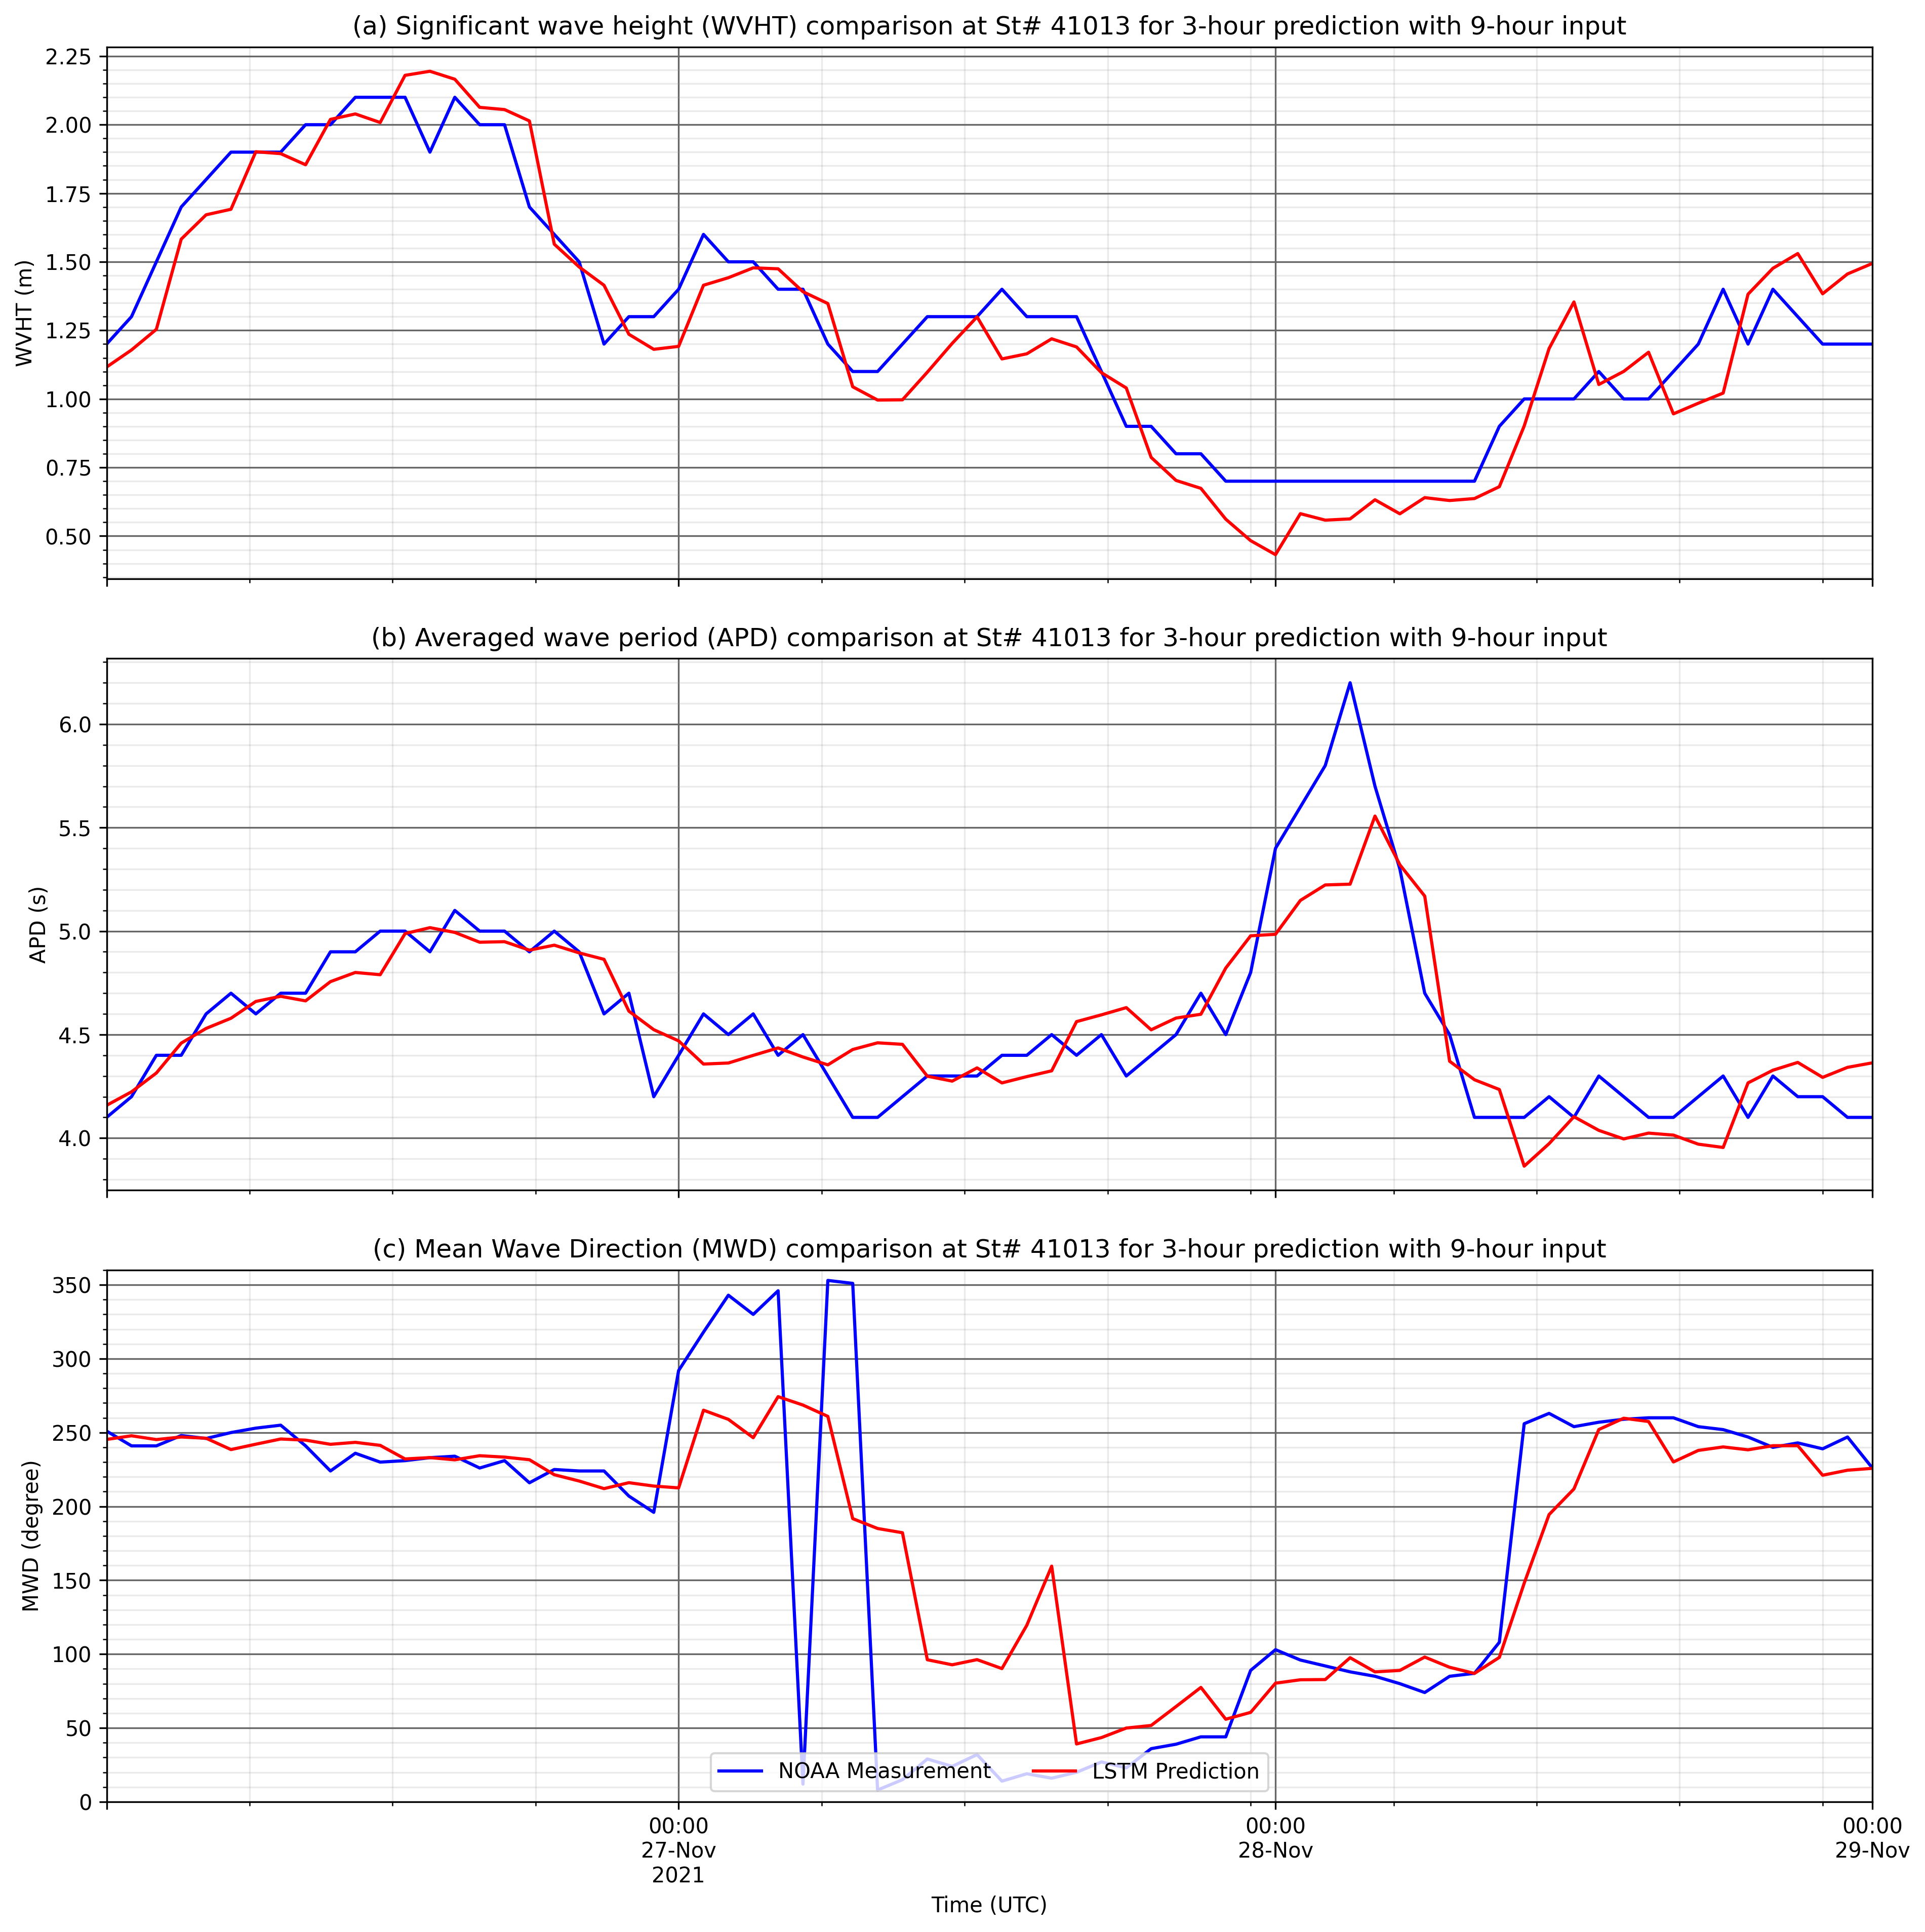 (a) Significant wave height (WVHT) comparison at St# 41013 for 3-hour prediction with 9-hour input
2.25
2.00
1.75
1.50
1.25
1.00
0.75
0.50
WVHT (m)
(b) Averaged wave period (APD) comparison at St# 41013 for 3-hour prediction with 9-hour input
6.0
5.5
5.0
4.5
4.0
APD (s)
(c) Mean Wave Direction (MWD) comparison at St# 41013 for 3-hour prediction with 9-hour input
350
300
250
200
150
100
50
0
MWD (degree)
NOAA Measurement
LSTM Prediction
00:00
27-Nov
2021
00:00
28-Nov
00:00
29-Nov
Time (UTC)